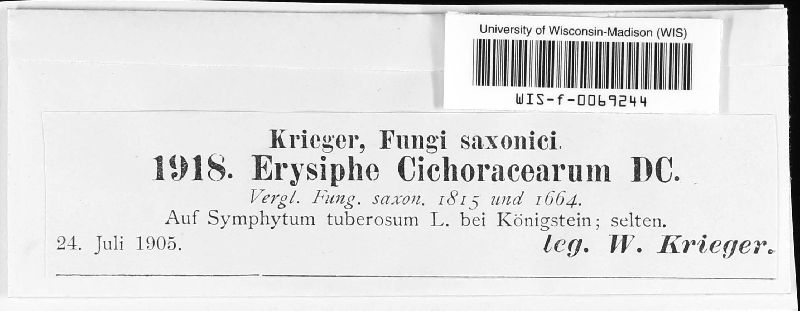 University of Wisconsin-Madison (WIS)
WIS-f-0069244
Krieger, Fungi saxonici.
1918. Erysiphe Cichoracearum DC.
Vergl. Fung. saxon. 1815 und 1664.
Auf Symphytum tuberosum L. bei Königstein; selten.
24. Juli 1905. leg. W. Krieger.